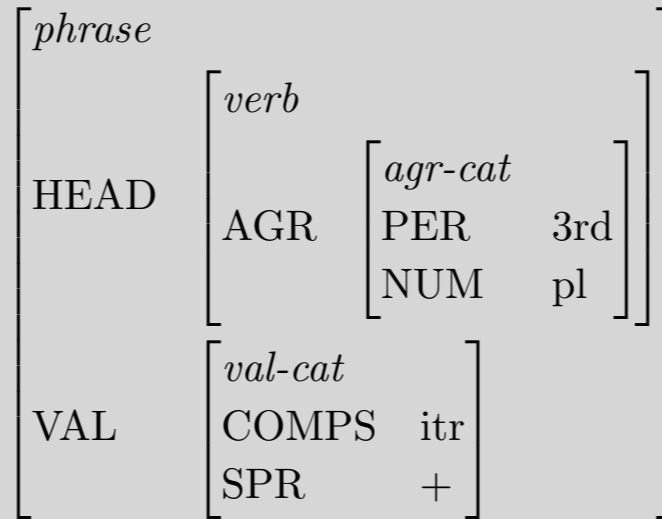 phrase
verb
agr-cat
HEAD
AGR
PER 3rd
NUM pl
val-cat
VAL
COMPS itr
SPR +